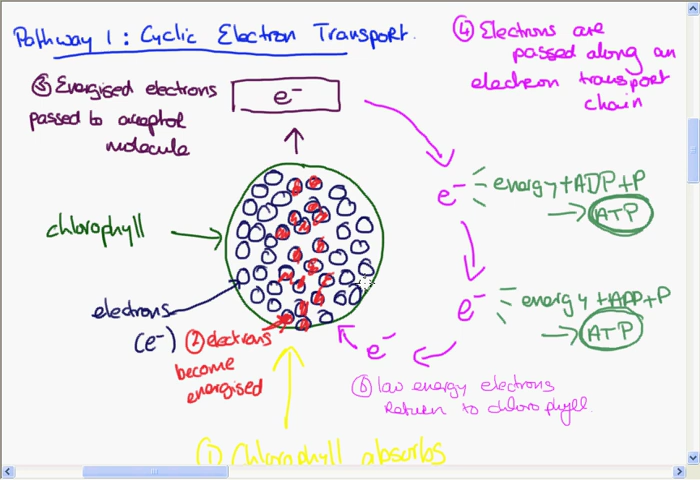 Pathway 1 : Cyclic Electron Transport.
④ Electrons are
passed along an
electron transport
chain
③ Energised electrons
passed to acceptor
molecule
e-
e-
energy+ADP+P
→ ATP
chlorophyll
electrons
(e-)
② electrons
become
energised
e-
energy +ADP+P
→ ATP
e-
⑤ low energy electrons
return to chlorophyll.
① Chlorophyll absorbs